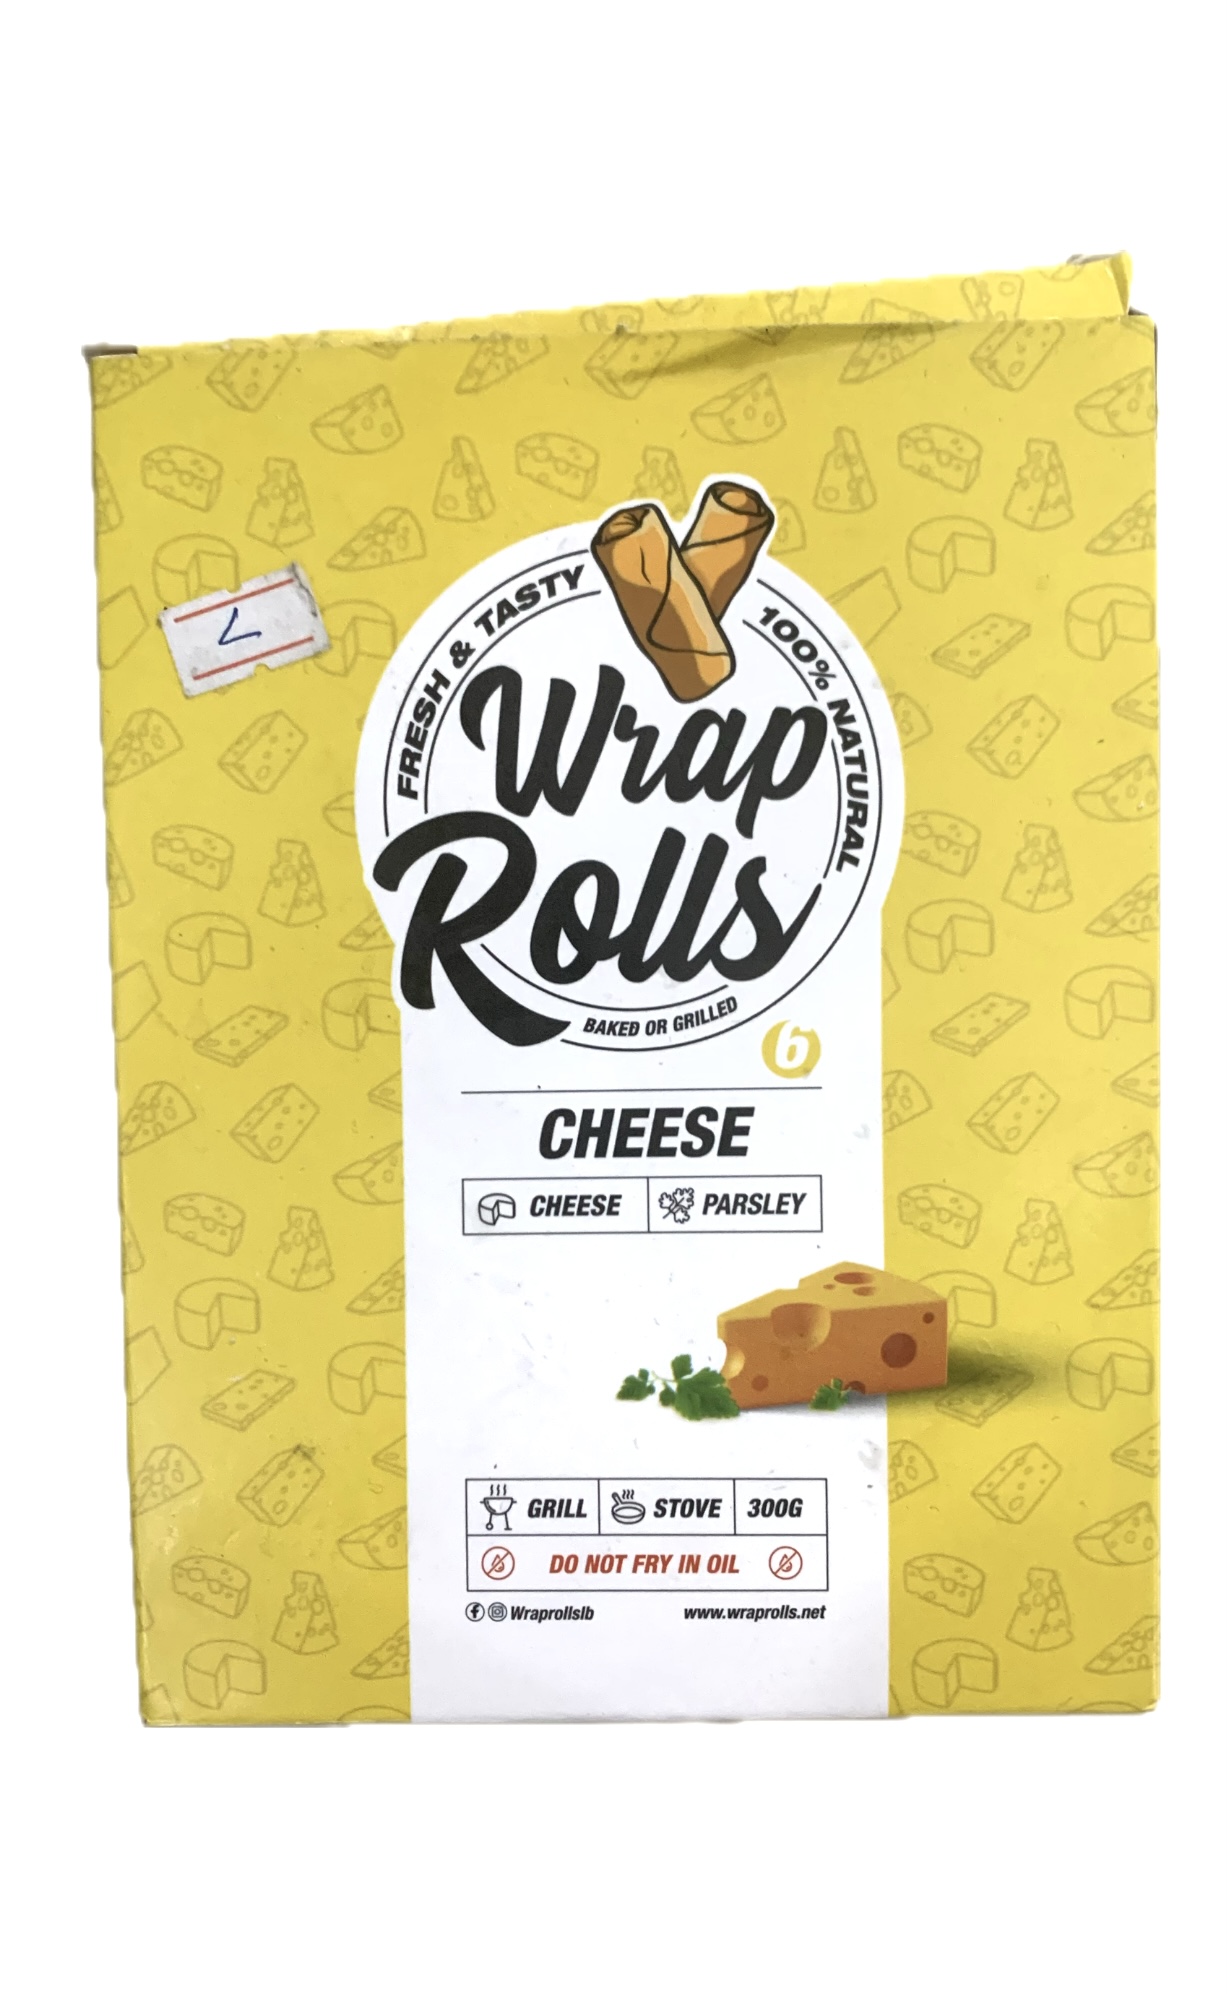 FRESH & TASTY
100% NATURAL
Wrap
Rolls
BAKED OR GRILLED
6
CHEESE
CHEESE
PARSLEY
GRILL
STOVE
300G
DO NOT FRY IN OIL
Wraprollslb
www.wraprolls.net